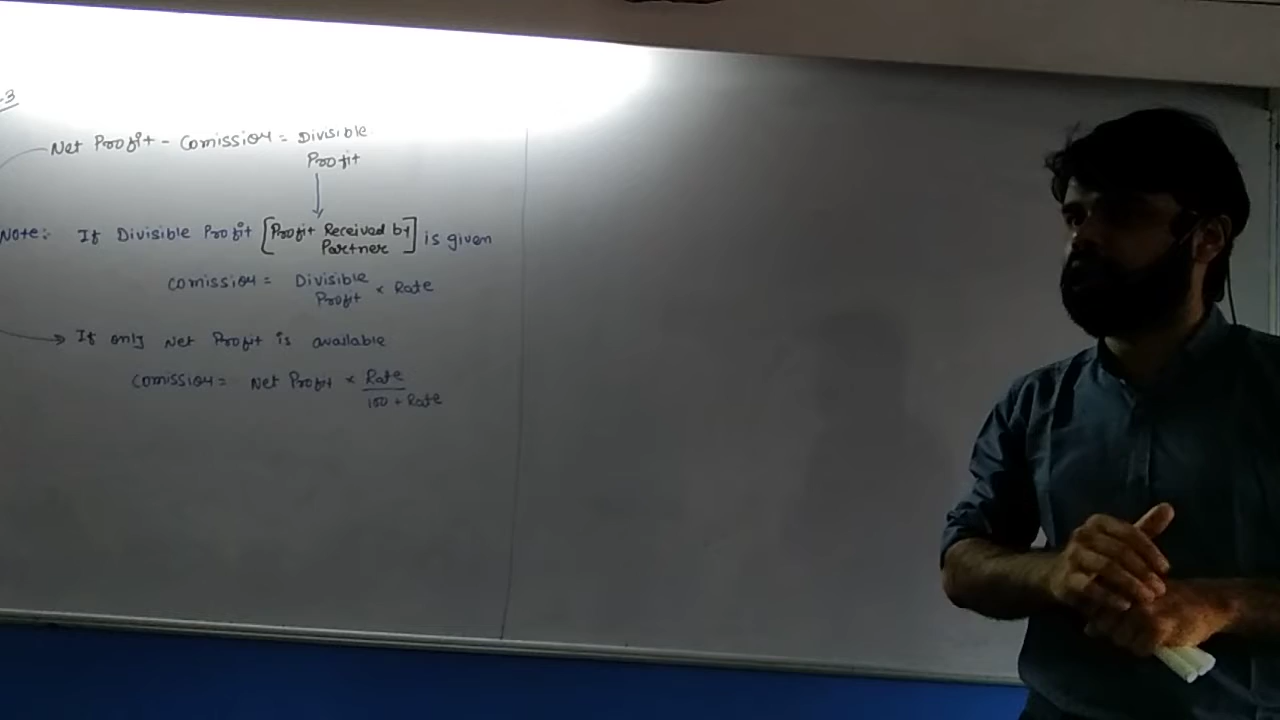 -3
Net Profit - Comission = Divisible
Profit
Note: If Divisible Profit [Profit Received by
Partner] is given
Comission = Divisible
Profit × Rate
→ If only Net Profit is available
Comission = Net Profit × Rate
100 + Rate